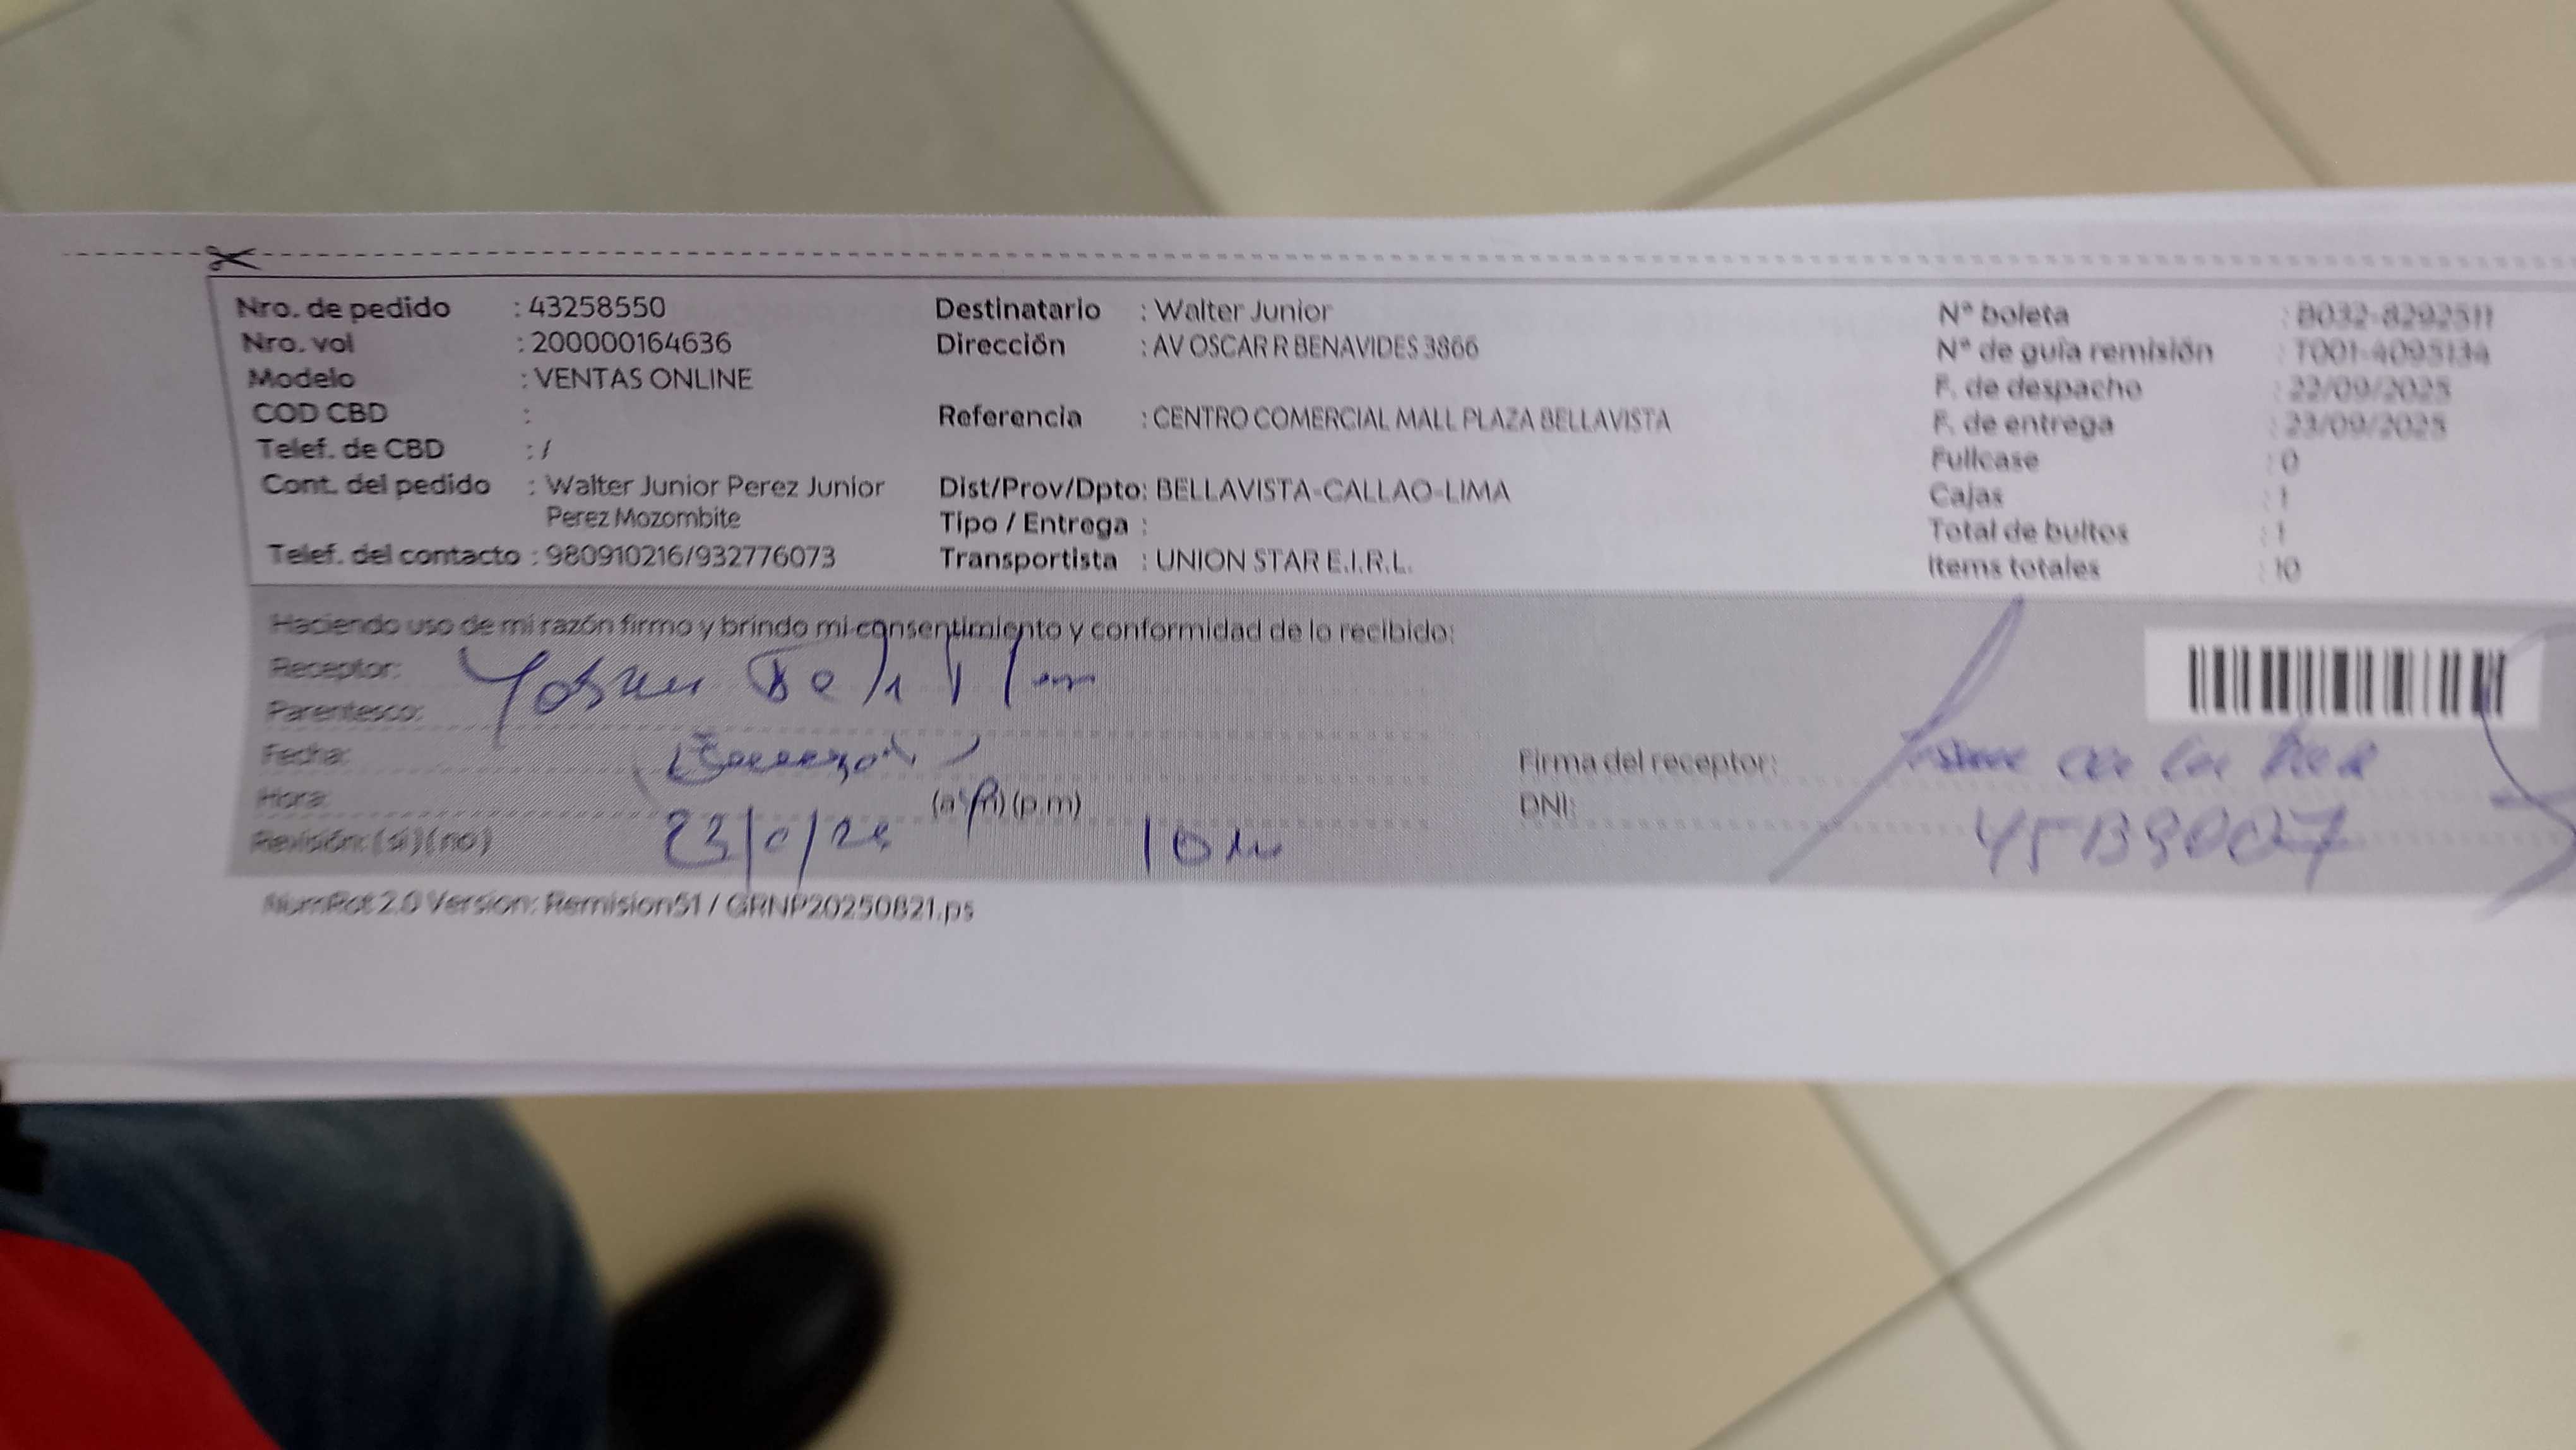 Nro. de pedido : 43258550
Nro. vol : 200000164636
Modelo : VENTAS ONLINE
COD CBD :
Telef. de CBD : /
Cont. del pedido : Walter Junior Perez Junior
Perez Mozombite
Telef. del contacto : 980910216/932776073
Destinatario : Walter Junior
Dirección : AV OSCAR R BENAVIDES 3866
Referencia : CENTRO COMERCIAL MALL PLAZA BELLAVISTA
Dist/Prov/Dpto: BELLAVISTA-CALLAO-LIMA
Tipo / Entrega :
Transportista : UNION STAR E.I.R.L.
N° boleta : B032-8292511
N° de guía remisión : T001-4095134
F. de despacho : 22/09/2025
F. de entrega : 23/09/2025
Fullcase : 0
Cajas : 1
Total de bultos : 1
Items totales : 10
Haciendo uso de mi razón firmo y brindo mi consentimiento y conformidad de lo recibido:
Receptor:
Parentesco:
Fecha:
Hora: (a.m) (p.m)
Revisión: ( si ) ( no )
Firma del receptor:
DNI:
NumRot 2.0 Version: Remision51 / GRNP20250821.ps